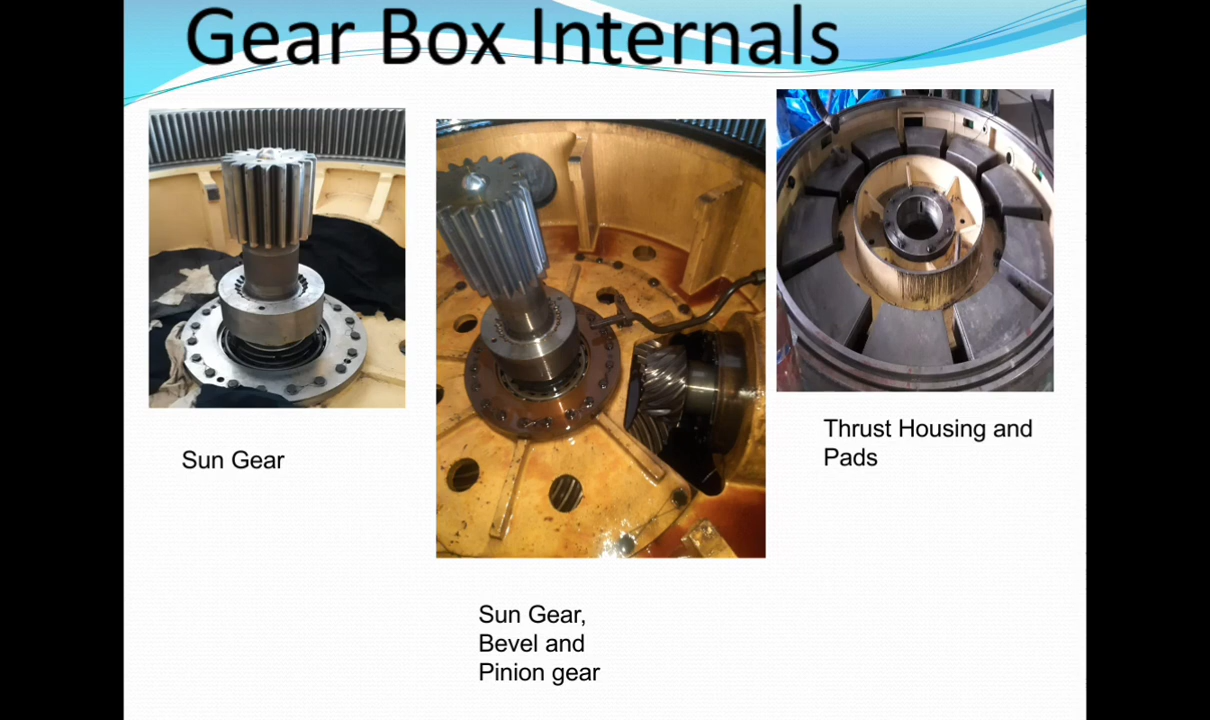 Gear Box Internals
Sun Gear
Thrust Housing and
Pads
Sun Gear,
Bevel and
Pinion gear